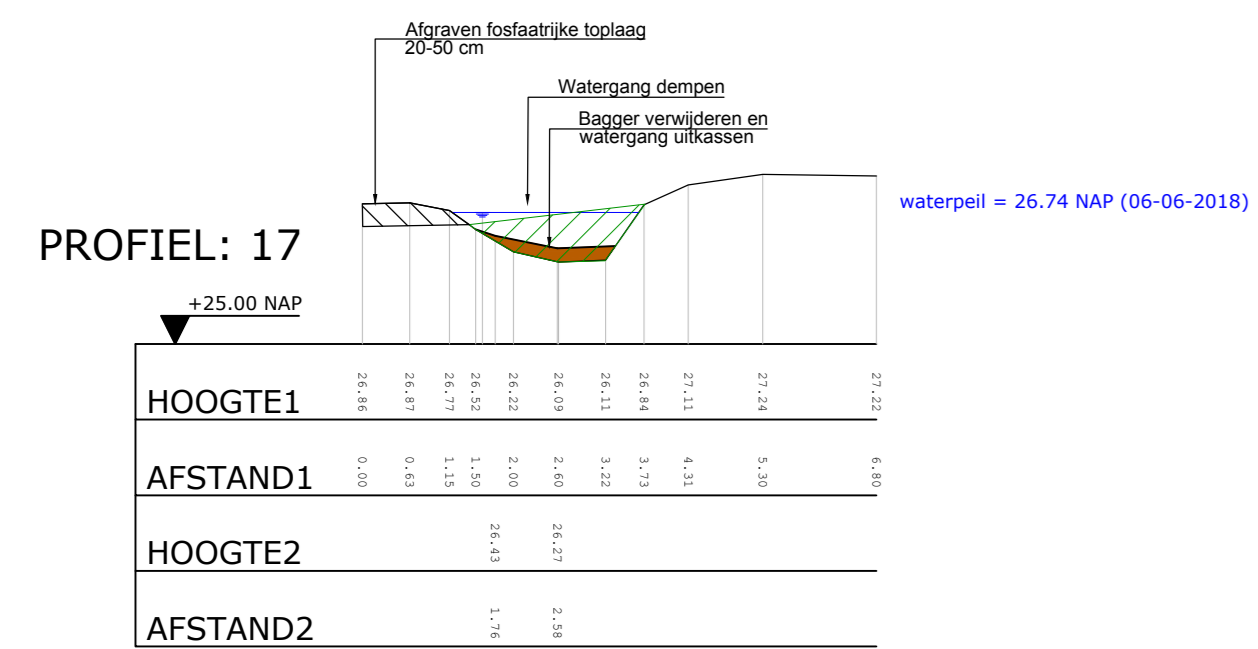 Afgraven fosfaatrijke toplaag
20-50 cm
Watergang dempen
Bagger verwijderen en
watergang uitkassen
waterpeil = 26.74 NAP (06-06-2018)
PROFIEL: 17
+25.00 NAP
HOOGTE1 26.86 26.87 26.77 26.52 26.22 26.09 26.11 26.84 27.11 27.24 27.22
AFSTAND1 0.00 0.63 1.15 1.50 2.00 2.60 3.22 3.73 4.31 5.30 6.80
HOOGTE2 26.43 26.27
AFSTAND2 1.76 2.58